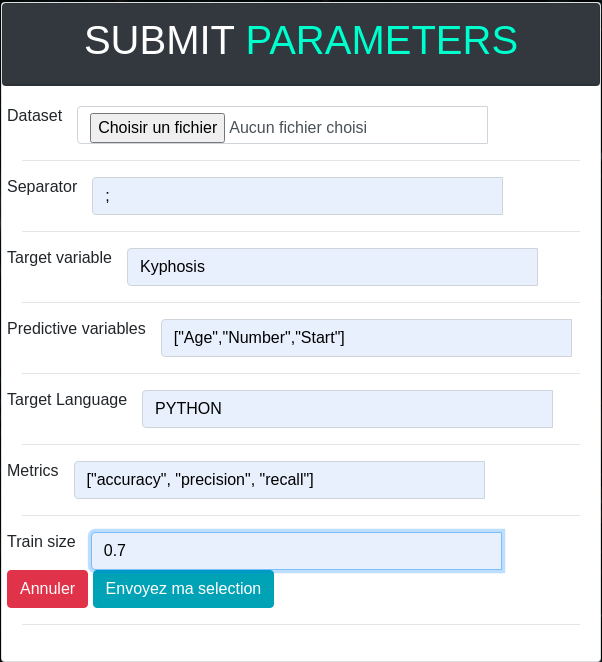 SUBMIT PARAMETERS
Dataset Choisir un fichier Aucun fichier choisi
Separator ;
Target variable Kyphosis
Predictive variables ["Age","Number","Start"]
Target Language PYTHON
Metrics ["accuracy", "precision", "recall"]
Train size 0.7
Annuler Envoyez ma selection